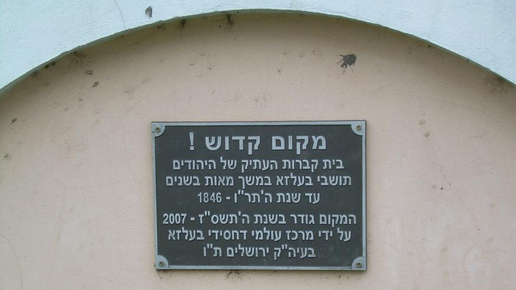 מקום קדוש !
בית קברות העתיק של היהודים
תושבי בעלזא במשך מאות בשנים
עד שנת ה'תר"ו - 1846
המקום גודר בשנת ה'תשס"ז - 2007
על ידי מרכז עולמי דחסידי בעלזא
בעיה"ק ירושלים ת"ו